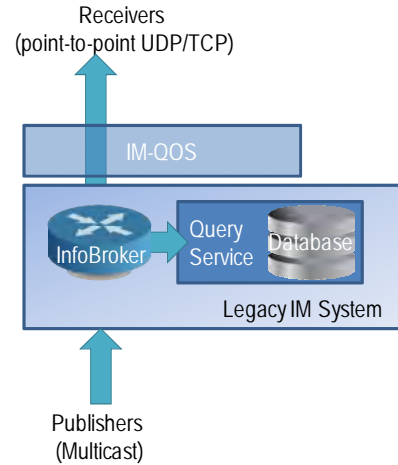 Receivers
(point-to-point UDP/TCP)
IM-QOS
InfoBroker
Query
Service
Database
Legacy IM System
Publishers
(Multicast)